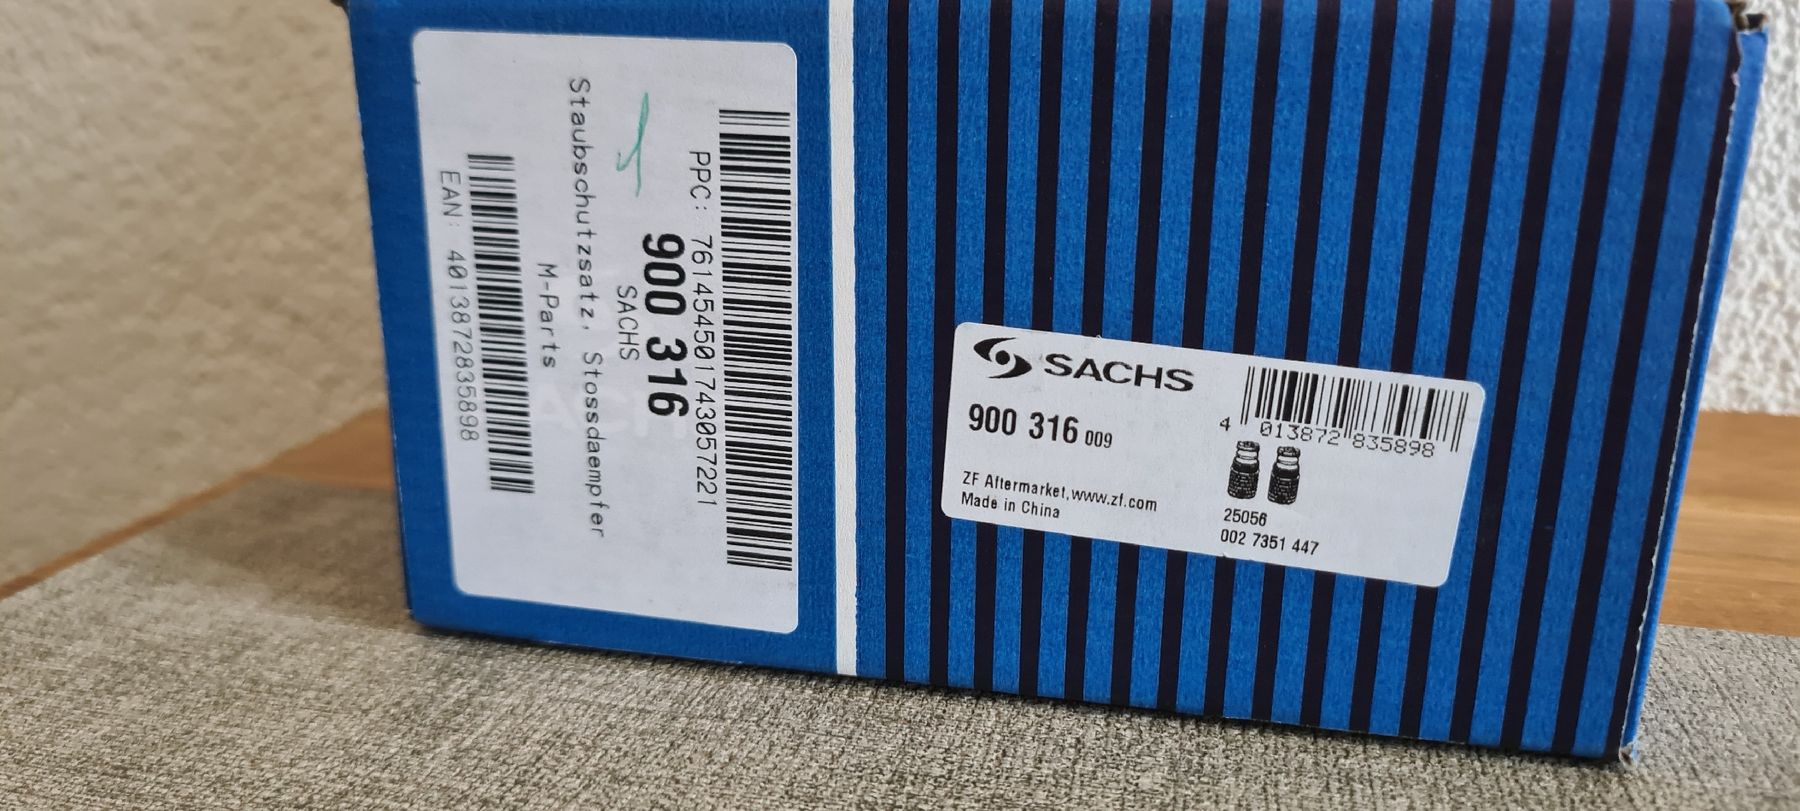 PPC: 761454501743057221
900 316
SACHS
Staubschutzsatz, Stossdaempfer
M-Parts
EAN: 4013872835898
SACHS
900 316 009
4 013872 835898
ZF Aftermarket, www.zf.com
Made in China
25056
002 7351 447